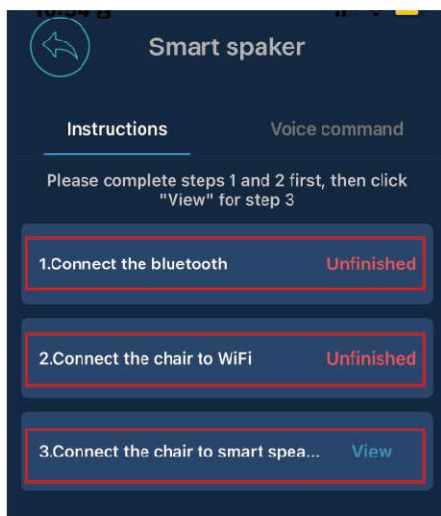 Smart spaker
Instructions
Voice command
Please complete steps 1 and 2 first, then click
"View" for step 3
1.Connect the bluetooth
Unfinished
2.Connect the chair to WiFi
Unfinished
3.Connect the chair to smart spea...
View